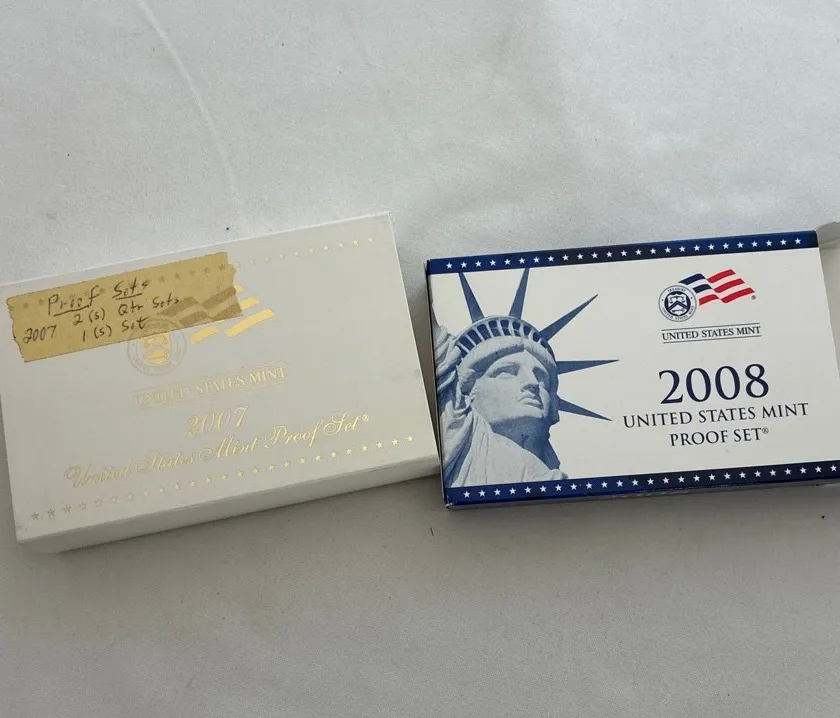 Proof Sets
2007 2 (s) Qtr Sets
1 (s) Set
UNITED STATES MINT
2007
United States Mint Proof Set®
UNITED STATES MINT
2008
UNITED STATES MINT
PROOF SET®